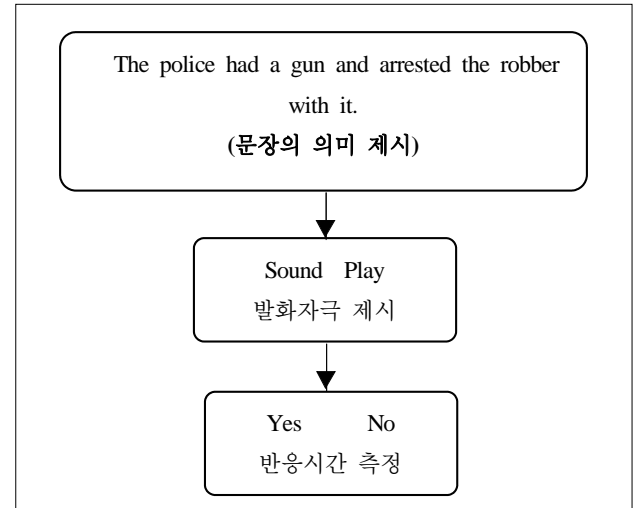 The police had a gun and arrested the robber
with it.
(문장의 의미 제시)
Sound Play
발화자극 제시
Yes No
반응시간 측정